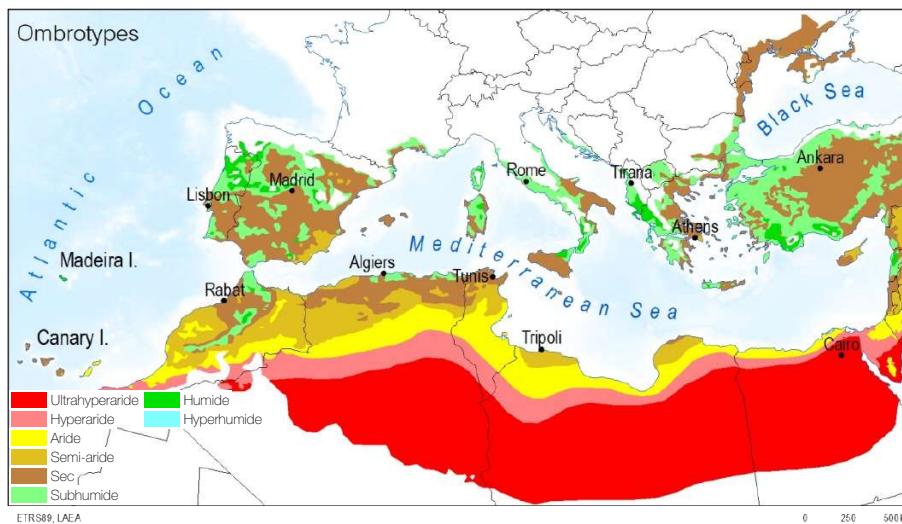 Ombrotypes
Atlantic Ocean
Black Sea
Ankara
Rome
Tirana
Madrid
Lisbon
Athens
Mediterranean Sea
Madeira I.
Algiers
Tunis
Rabat
Tripoli
Canary I.
Cairo
Ultrahyperaride
Humide
Hyperaride
Hyperhumide
Aride
Semi-aride
Sec
Subhumide
ETRS89, LAEA
0 250 500